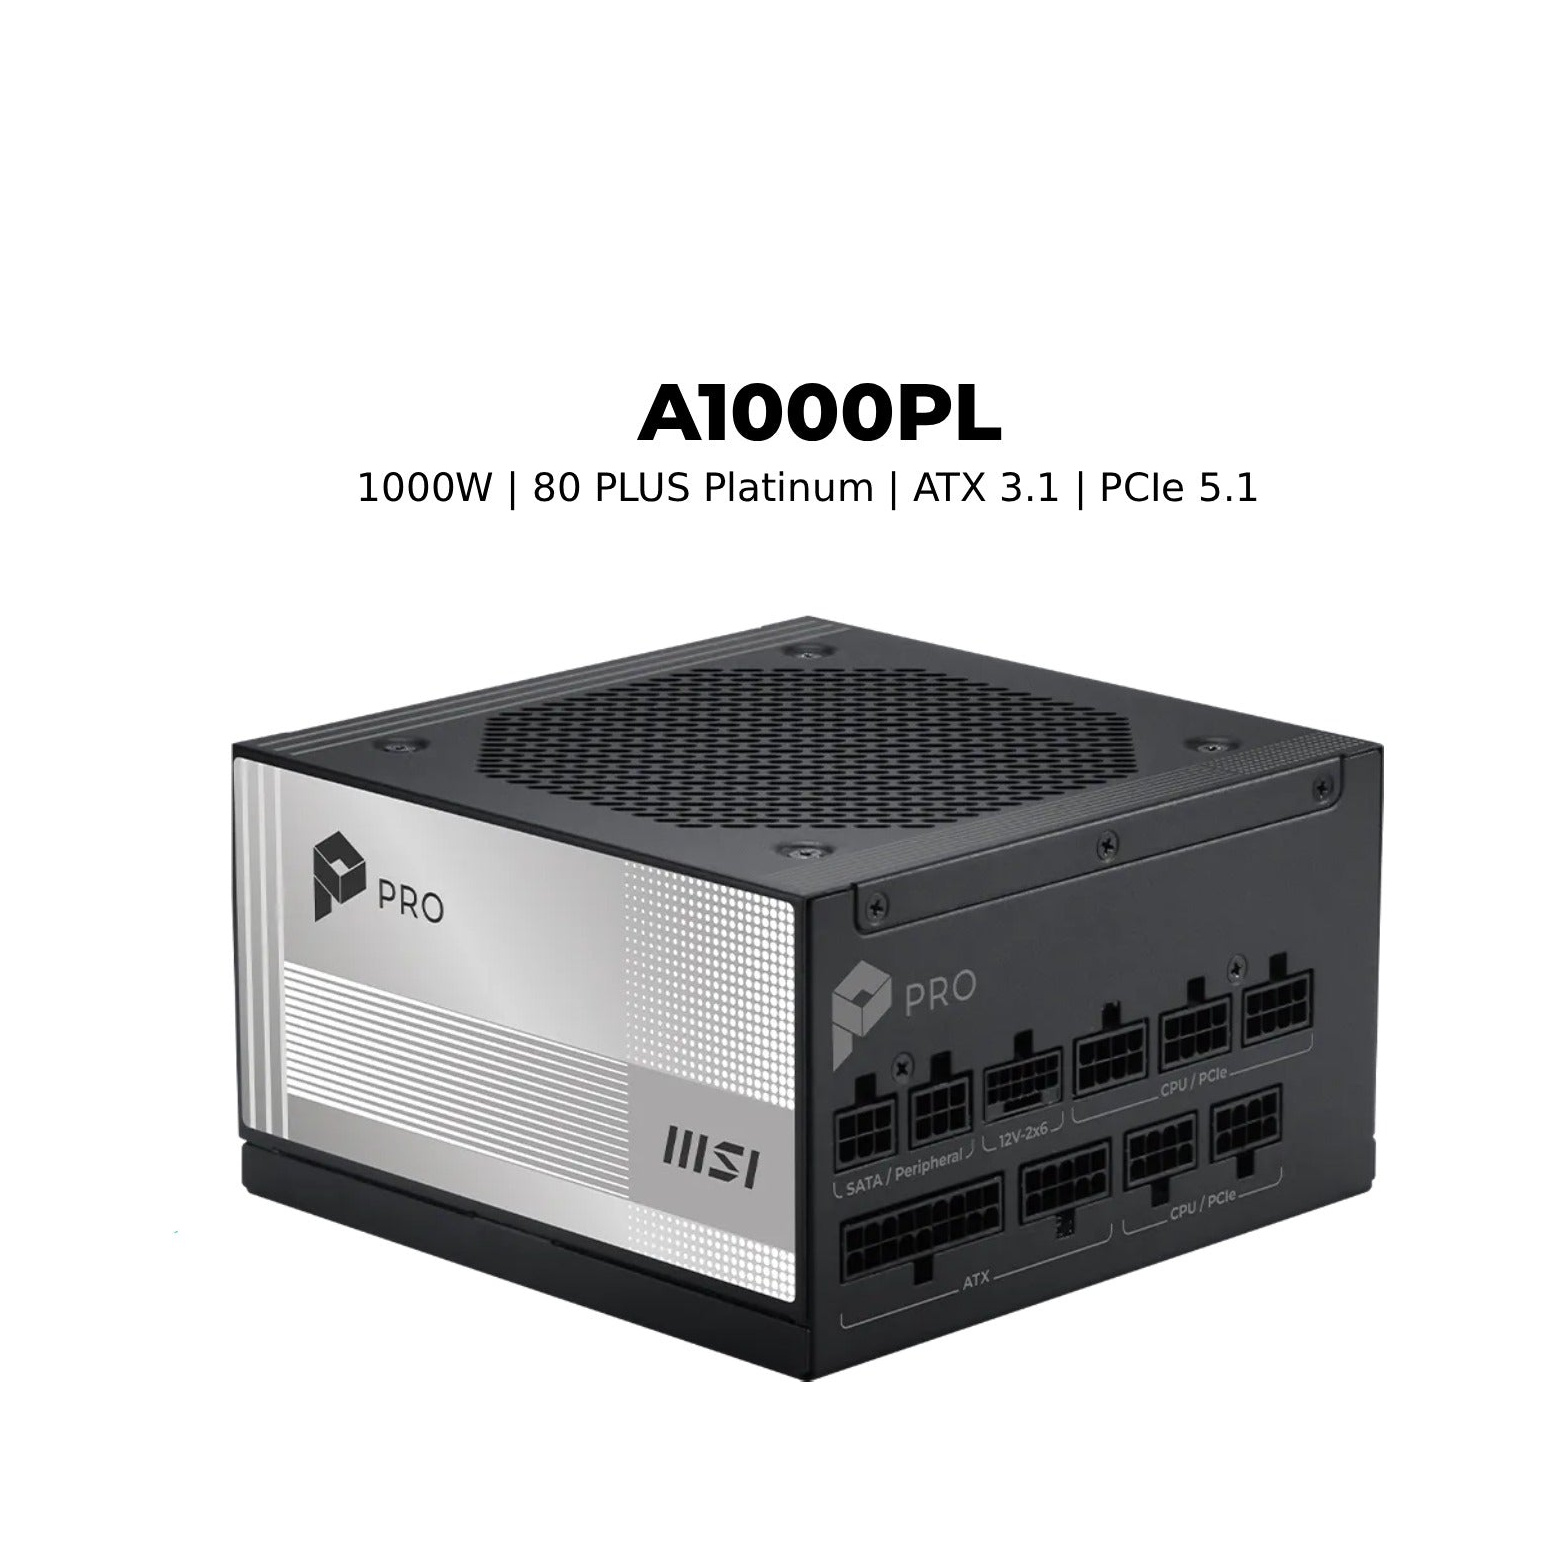 A1000PL
1000W | 80 PLUS Platinum | ATX 3.1 | PCIe 5.1
PRO
msi
PRO
CPU / PCIe
12V-2x6
SATA / Peripheral
CPU / PCIe
ATX